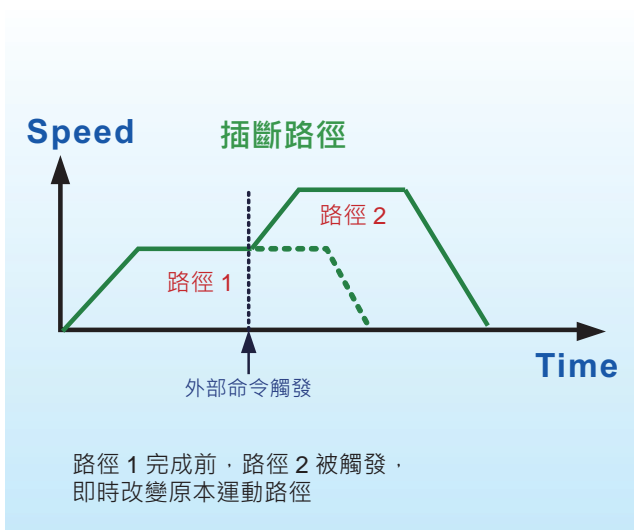 Speed
插斷路徑
路徑 2
路徑 1
Time
外部命令觸發
路徑 1 完成前，路徑 2 被觸發，
即時改變原本運動路徑